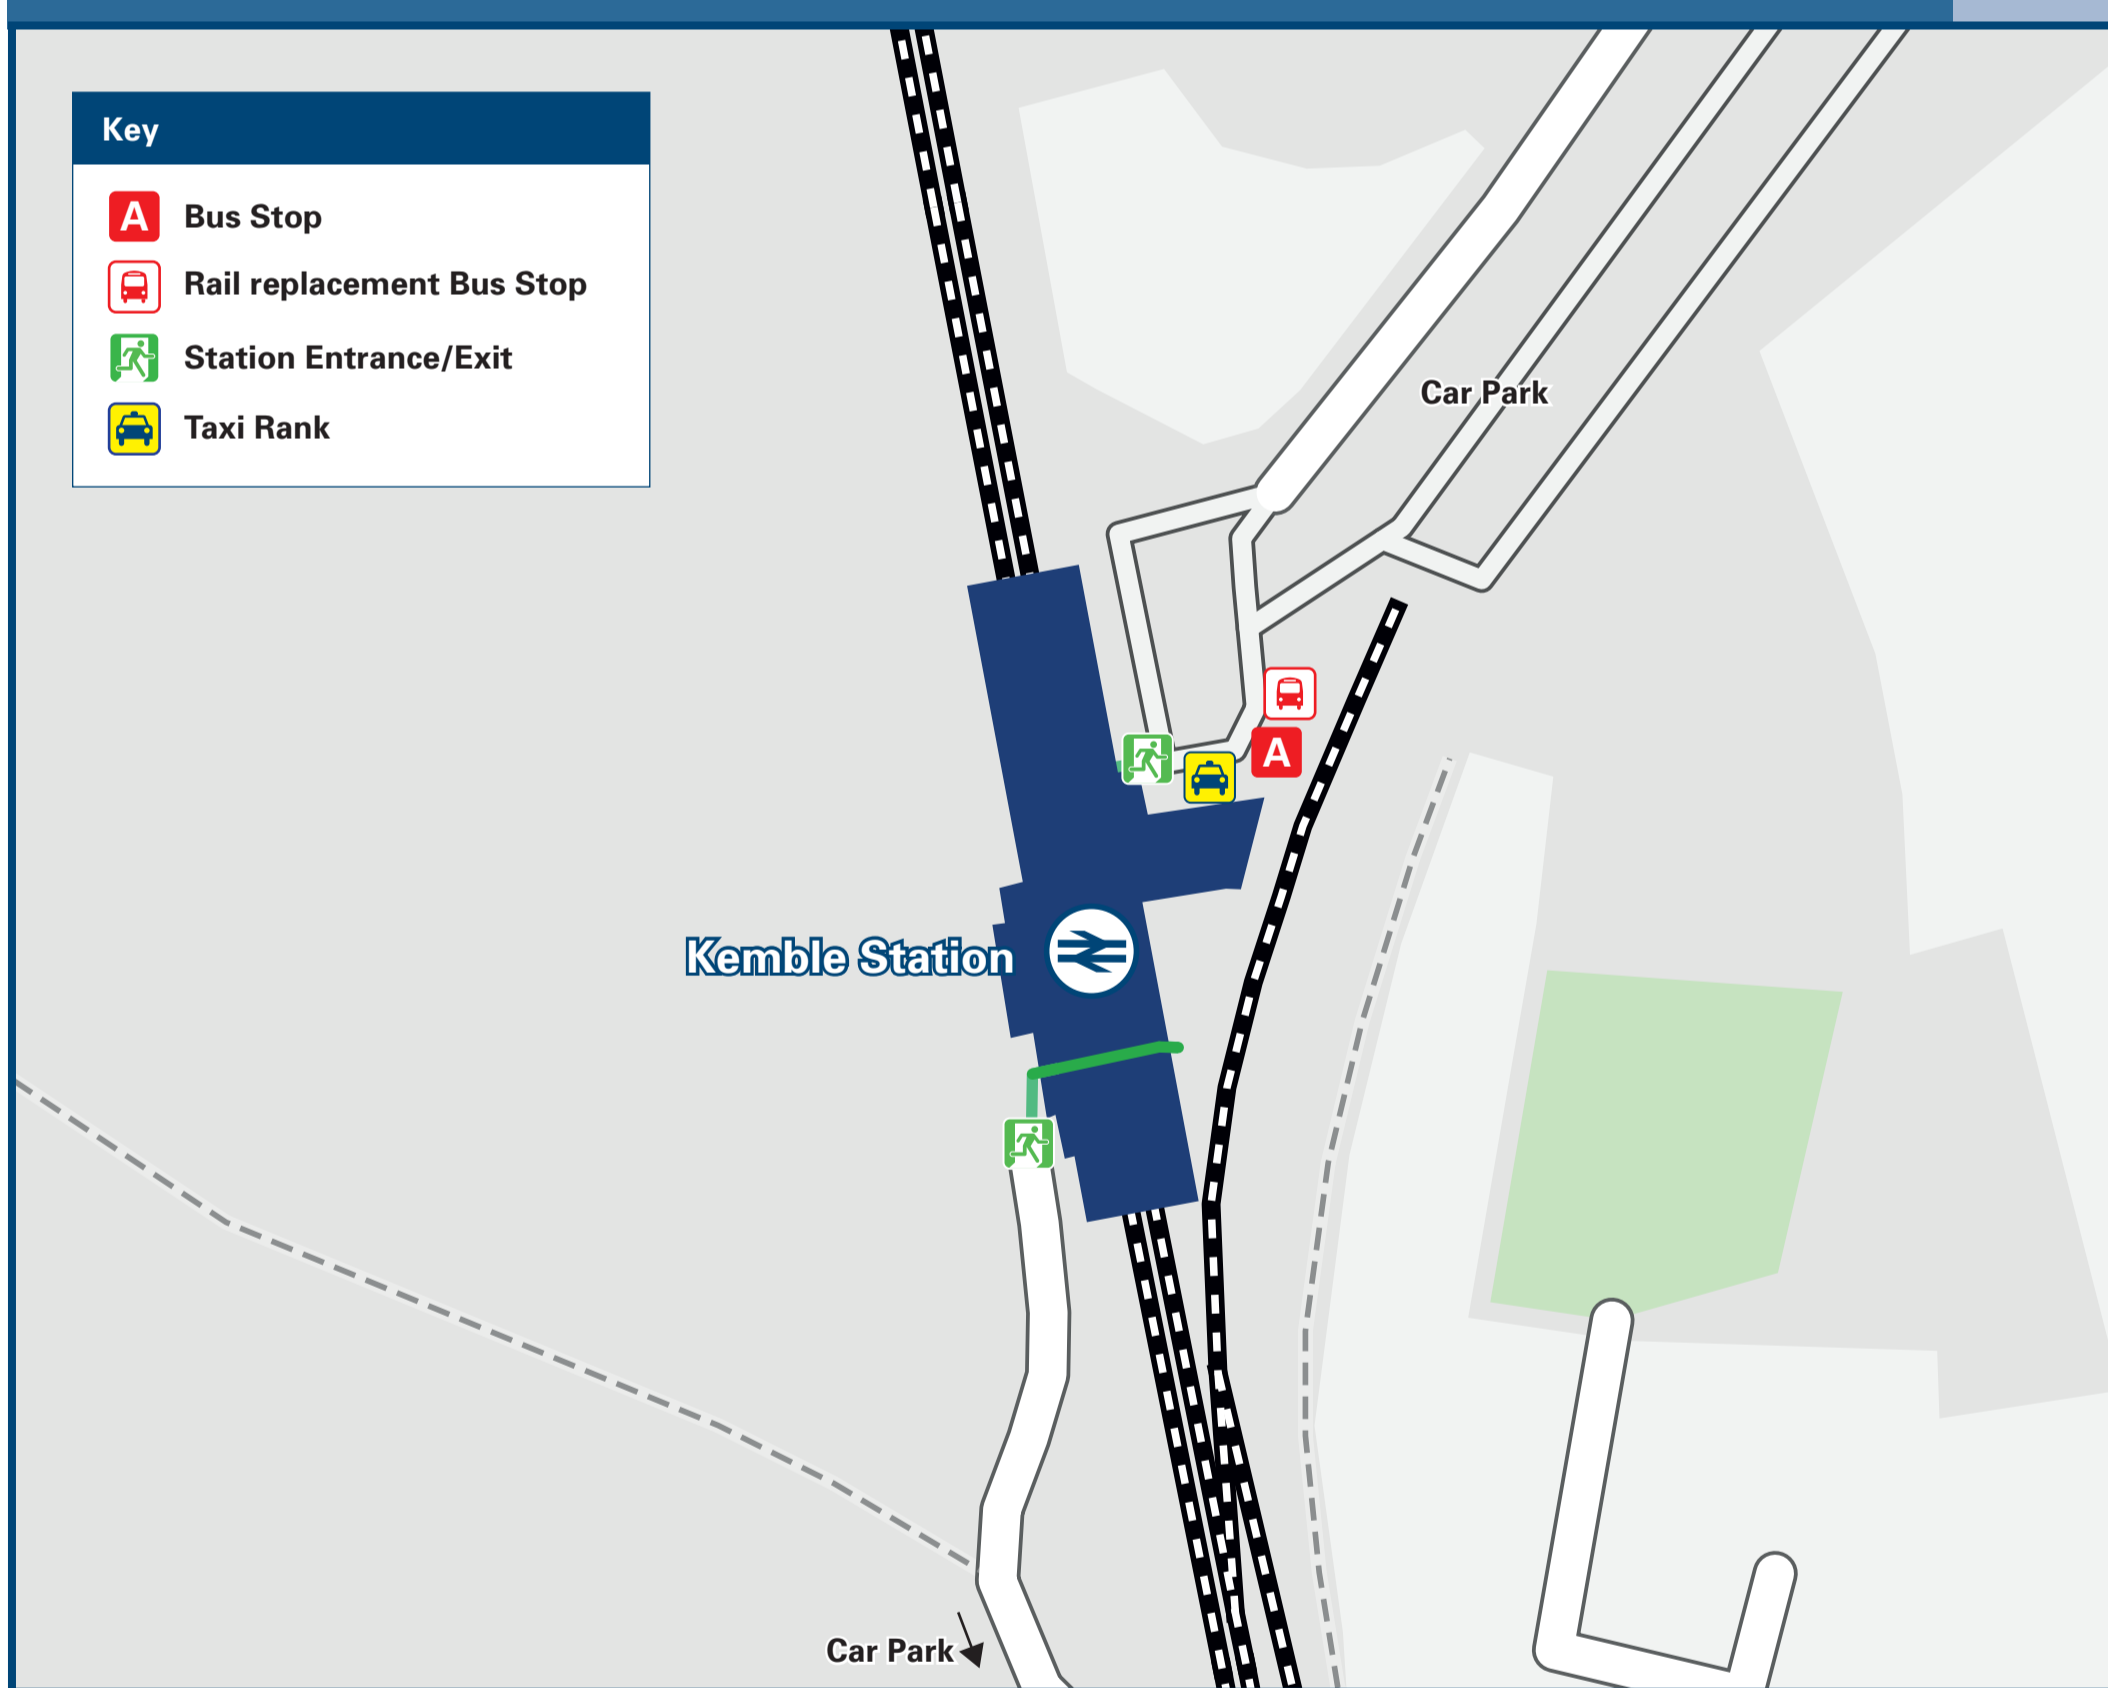 Key
A
Bus Stop
Rail replacement Bus Stop
Station Entrance/Exit
Taxi Rank
Car Park
A
Kemble Station
Car Park